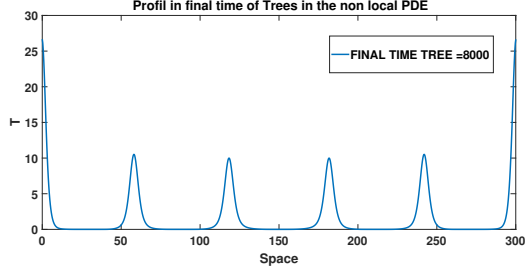 Profil in final time of Trees in the non local PDE
30
25
20
15
10
5
0
T
FINAL TIME TREE =8000
0 50 100 150 200 250 300
Space